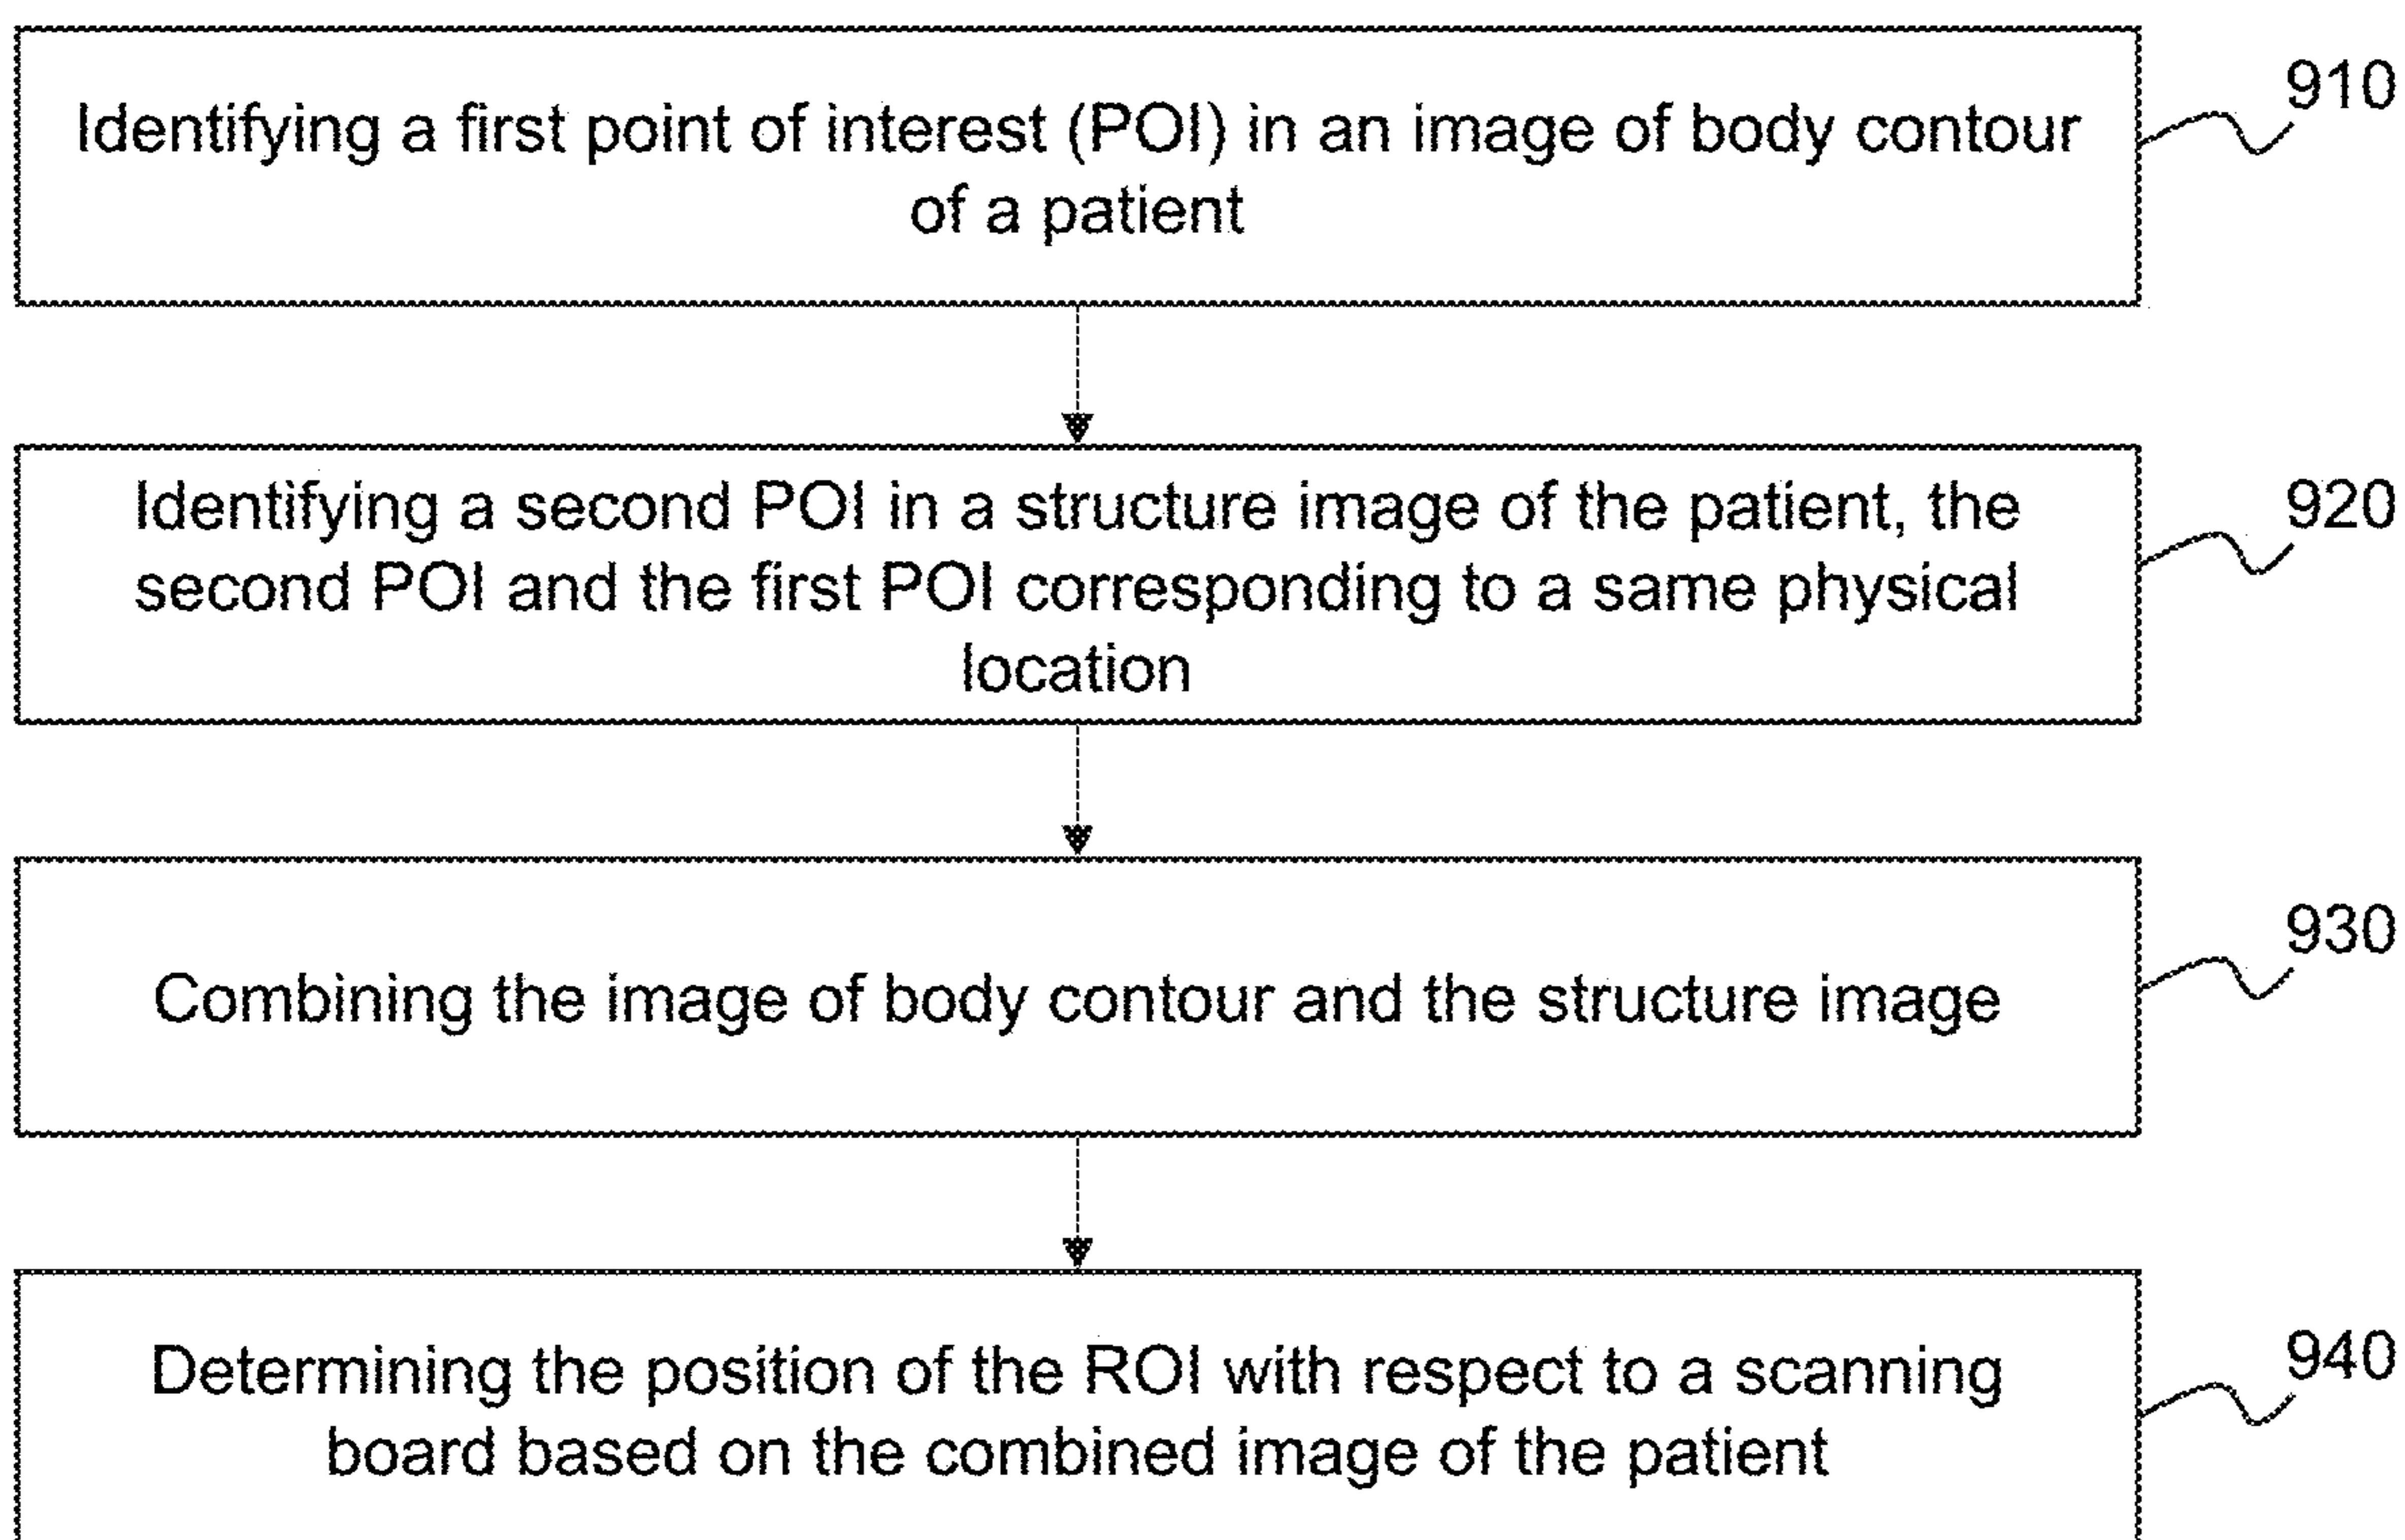 Identifying a first point of interest (POI) in an image of body contour
of a patient
910
Identifying a second POI in a structure image of the patient, the
second POI and the first POI corresponding to a same physical
location
920
Combining the image of body contour and the structure image
930
Determining the position of the ROI with respect to a scanning
board based on the combined image of the patient
940